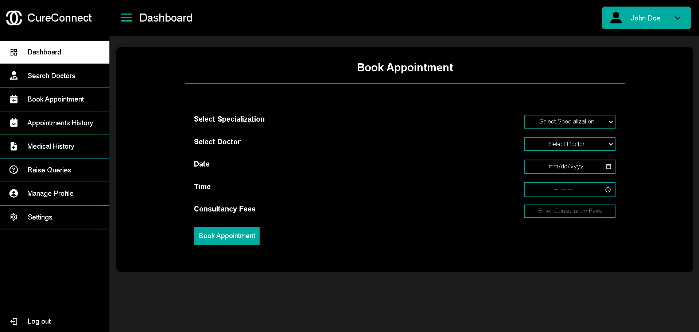 CureConnect
Dashboard
John Doe
Dashboard
Search Doctors
Book Appointment
Appointments History
Medical History
Raise Queries
Manage Profile
Settings
Log out
Book Appointment
Select Specialization
Select Specialization
Select Doctor
Select Doctor
Date
mm/dd/yyyy
Time
--:-- --
Consultancy Fees
Enter Consultancy Fees
Book Appointment